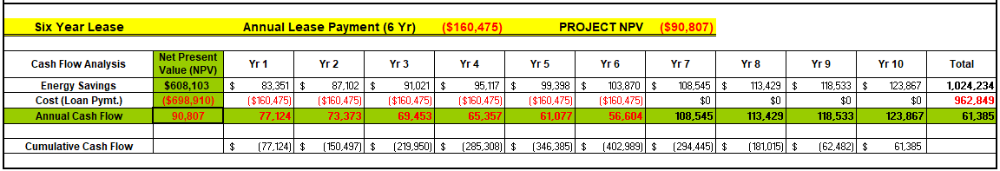 Six Year Lease Annual Lease Payment (6 Yr) ($160,475) PROJECT NPV ($90,807)
Cash Flow Analysis Net Present Value (NPV) Yr 1 Yr 2 Yr 3 Yr 4 Yr 5 Yr 6 Yr 7 Yr 8 Yr 9 Yr 10 Total
Energy Savings $608,103 $ 83,351 $ 87,102 $ 91,021 $ 95,117 $ 99,398 $ 103,870 $ 108,545 $ 113,429 $ 118,533 $ 123,867 1,024,234
Cost (Loan Pymt.) ($698,910) ($160,475) ($160,475) ($160,475) ($160,475) ($160,475) ($160,475) $0 $0 $0 $0 962,849
Annual Cash Flow 90,807 77,124 73,373 69,453 65,357 61,077 56,604 108,545 113,429 118,533 123,867 61,385
Cumulative Cash Flow $ (77,124) $ (150,497) $ (219,950) $ (285,308) $ (346,385) $ (402,989) $ (294,445) $ (181,015) $ (62,482) $ 61,385